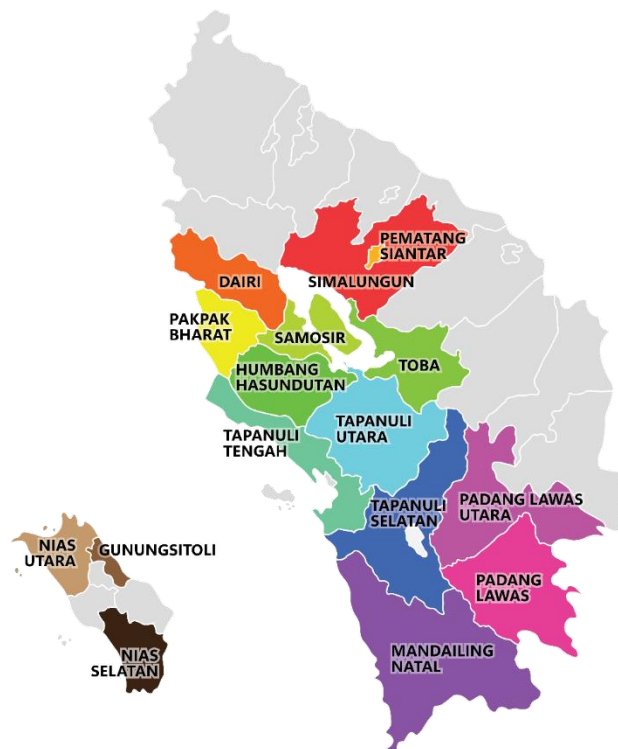 PEMATANG
SIANTAR
DAIRI
SIMALUNGUN
PAKPAK
BHARAT
SAMOSIR
TOBA
HUMBANG
HASUNDUTAN
TAPANULI
UTARA
TAPANULI
TENGAH
TAPANULI
SELATAN
PADANG LAWAS
UTARA
NIAS
UTARA
GUNUNGSITOLI
PADANG
LAWAS
MANDAILING
NATAL
NIAS
SELATAN